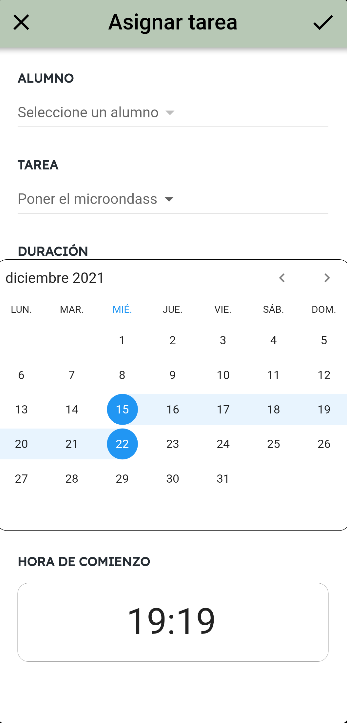 Asignar tarea
ALUMNO
Seleccione un alumno
TAREA
Poner el microondass
DURACIÓN
diciembre 2021
LUN. MAR. MIÉ. JUE. VIE. SÁB. DOM.
1 2 3 4 5
6 7 8 9 10 11 12
13 14 15 16 17 18 19
20 21 22 23 24 25 26
27 28 29 30 31
HORA DE COMIENZO
19:19